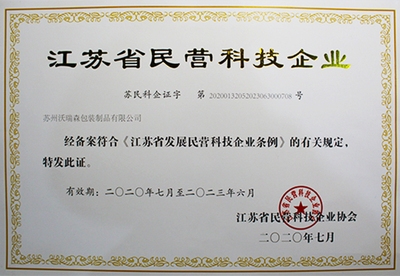 江苏省民营科技企业
苏民科企证字 第 20200132052023063000708 号
苏州沃瑞森包装制品有限公司
经备案符合《江苏省发展民营科技企业条例》的有关规定，
特发此证。
有效期：二〇二〇年七月至二〇二三年六月
江苏省民营科技企业协会
二〇二〇年七月